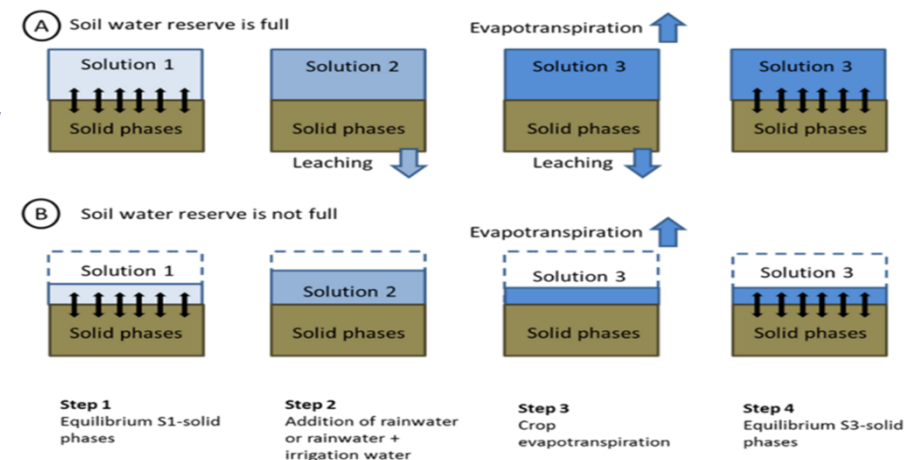 A Soil water reserve is full
Evapotranspiration
Solution 1
Solution 2
Solution 3
Solution 3
Solid phases
Solid phases
Solid phases
Solid phases
Leaching
Leaching
B Soil water reserve is not full
Evapotranspiration
Solution 1
Solution 2
Solution 3
Solution 3
Solid phases
Solid phases
Solid phases
Solid phases
Step 1
Equilibrium S1-solid
phases
Step 2
Addition of rainwater
or rainwater +
irrigation water
Step 3
Crop
evapotranspiration
Step 4
Equilibrium S3-solid
phases